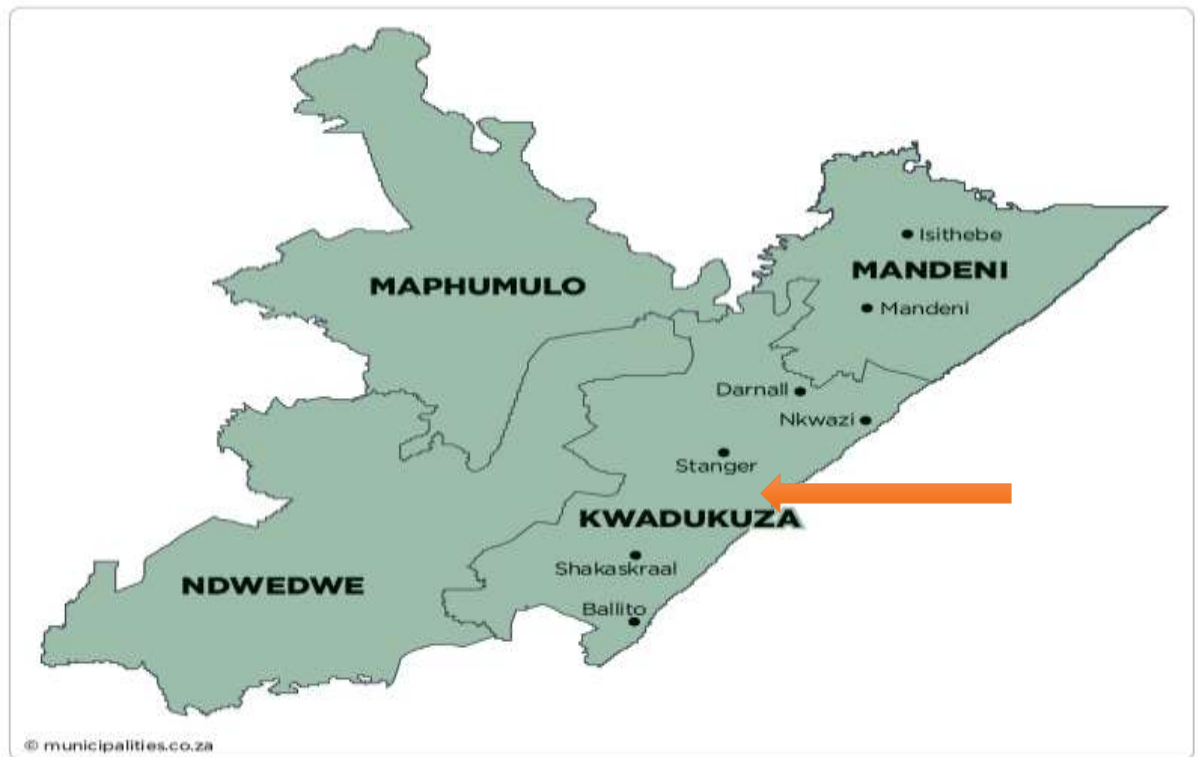 Isithebe
MANDENI
MAPHUMULO
Mandeni
Darnall
Nkwazi
Stanger
KWADUKUZA
Shakaskraal
NDWEDWE
Ballito
© municipalities.co.za